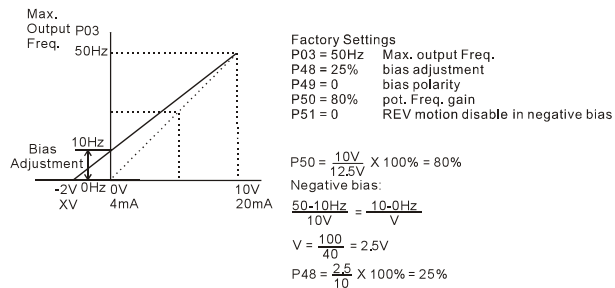 Max.
Output P03
Freq.
50Hz
10Hz
Bias
Adjustment
-2V 0Hz 0V 10V
XV 4mA 20mA
Factory Settings
P03 = 50Hz Max. output Freq.
P48 = 25% bias adjustment
P49 = 0 bias polarity
P50 = 80% pot. Freq. gain
P51 = 0 REV motion disable in negative bias
P50 = 10V/12.5V X 100% = 80%
Negative bias:
50-10Hz/10V = 10-0Hz/V
V = 100/40 = 2.5V
P48 = 2.5/10 X 100% = 25%